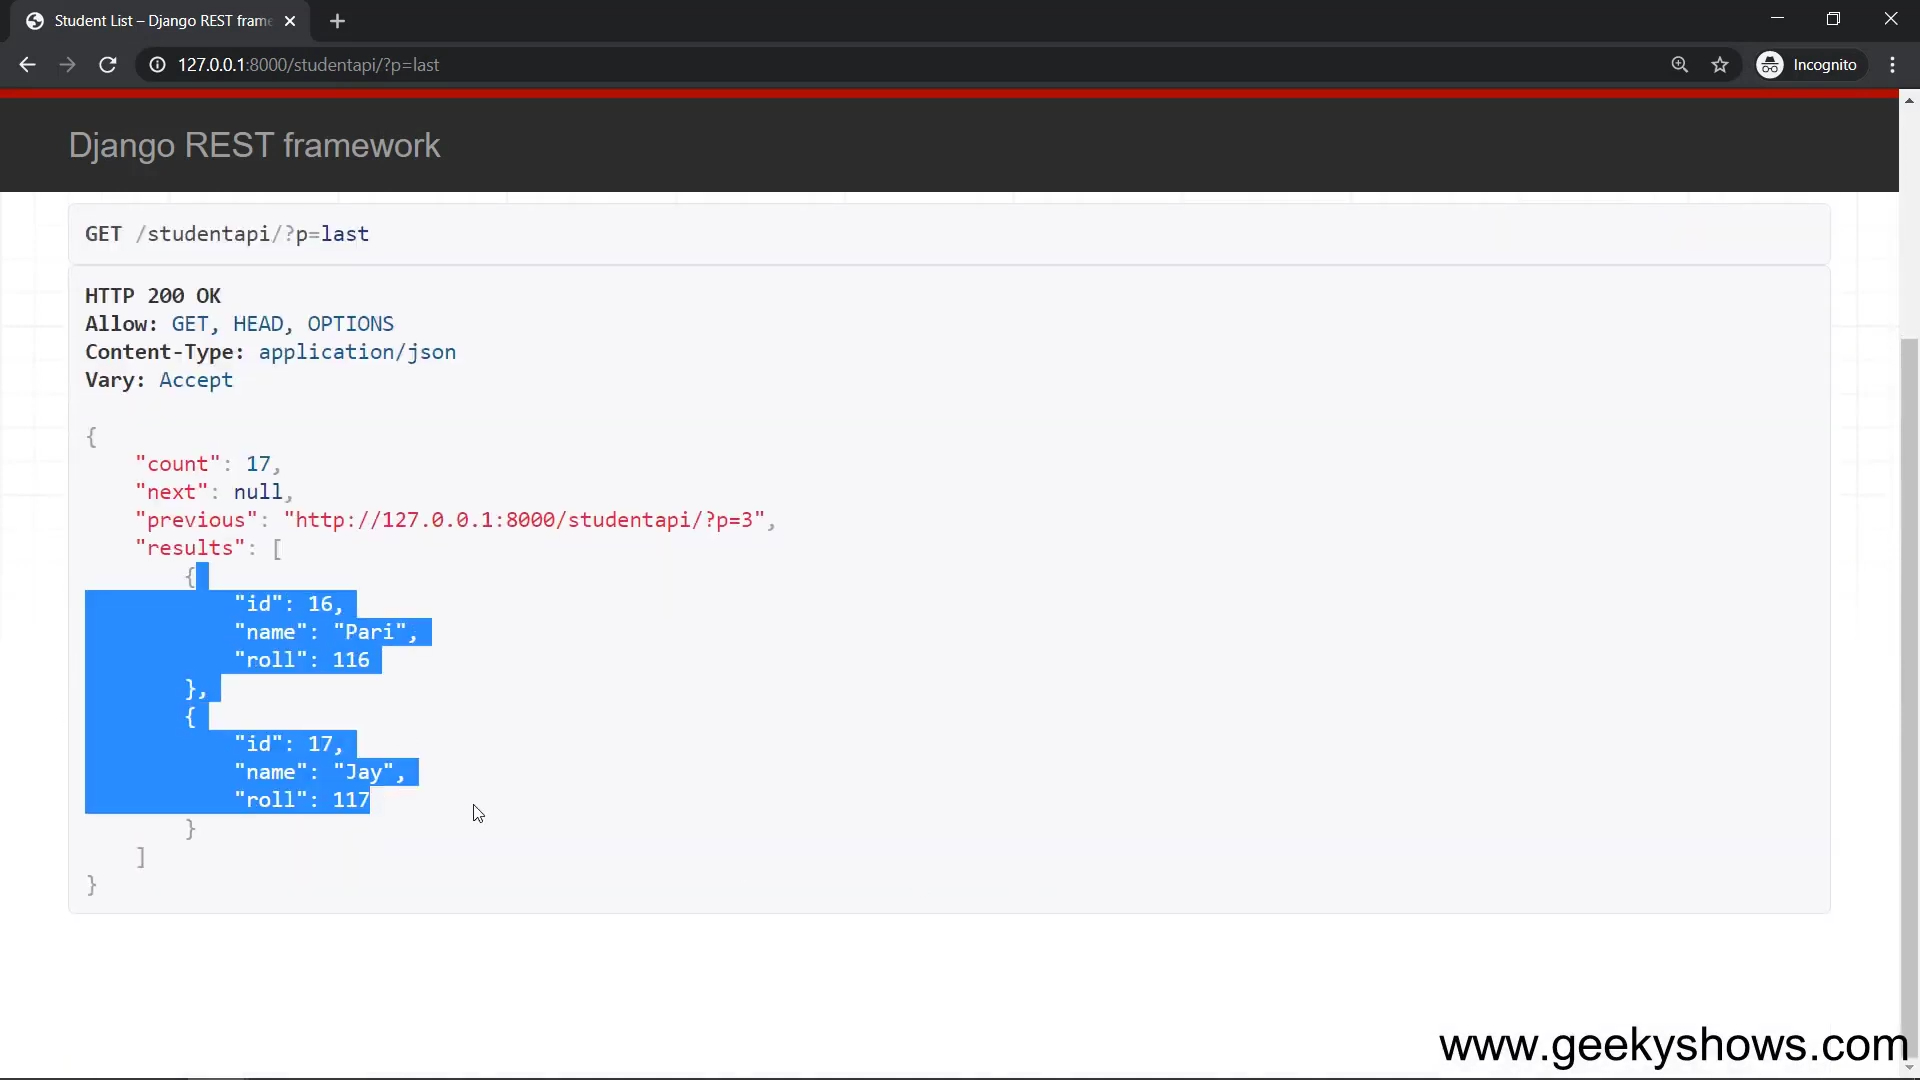 Student List – Django REST frame
127.0.0.1:8000/studentapi/?p=last
Incognito
Django REST framework
GET /studentapi/?p=last
HTTP 200 OK
Allow: GET, HEAD, OPTIONS
Content-Type: application/json
Vary: Accept
{
"count": 17,
"next": null,
"previous": "http://127.0.0.1:8000/studentapi/?p=3",
"results": [
{
"id": 16,
"name": "Pari",
"roll": 116
},
{
"id": 17,
"name": "Jay",
"roll": 117
}
]
}
www.geekyshows.com